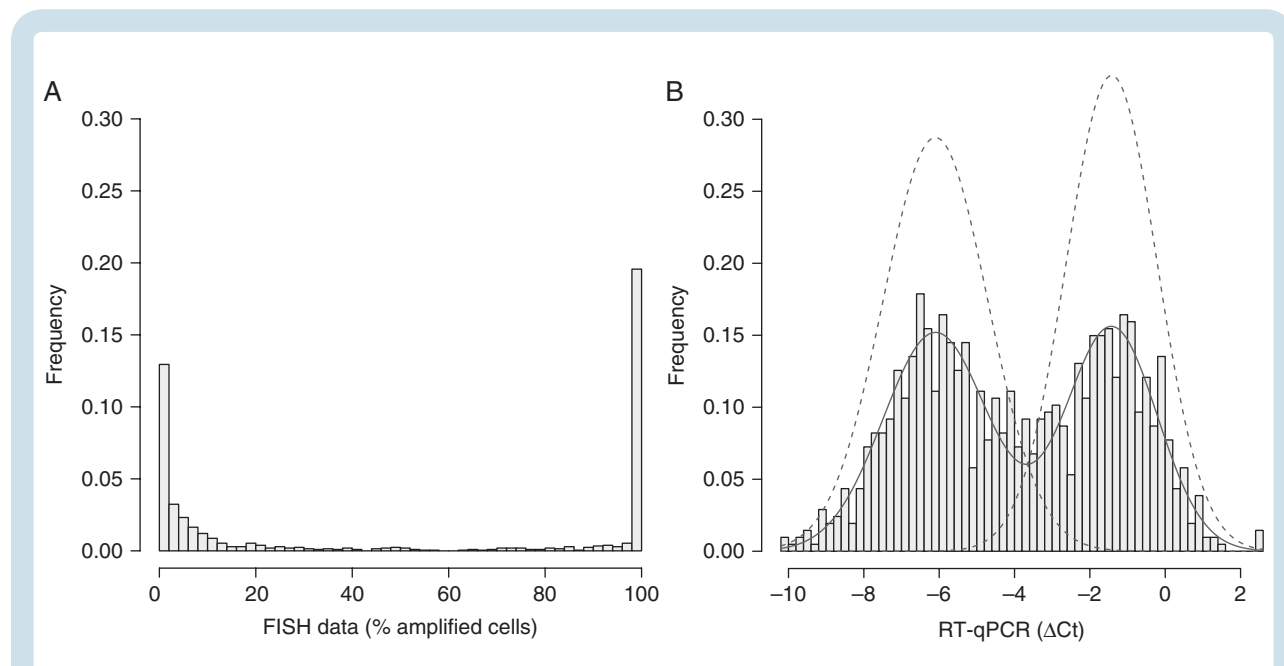 A
0.30
0.25
0.20
0.15
0.10
0.05
0.00
Frequency
0 20 40 60 80 100
FISH data (% amplified cells)
B
0.30
0.25
0.20
0.15
0.10
0.05
0.00
Frequency
–10 –8 –6 –4 –2 0 2
RT-qPCR (ΔCt)